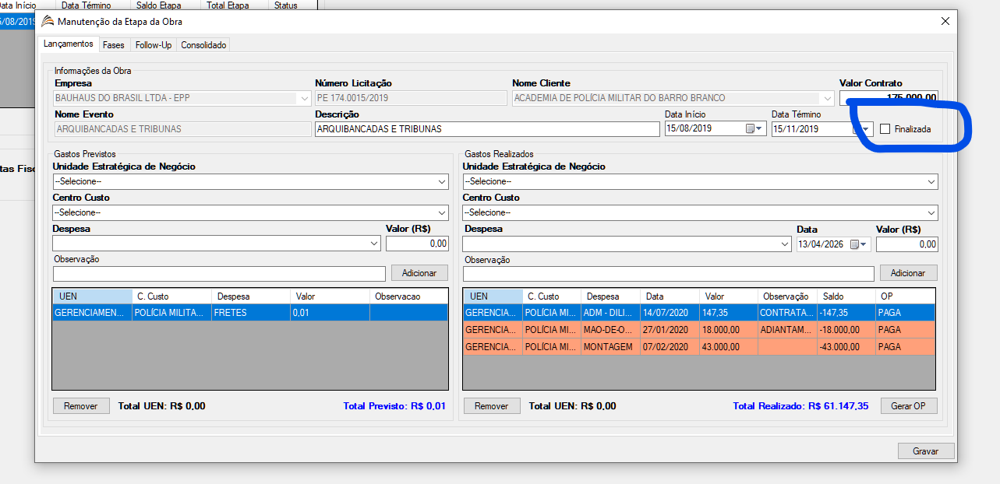 Data Início Data Término Saldo Etapa Total Etapa Status
5/08/2019
Manutenção da Etapa da Obra
Lançamentos Fases Follow-Up Consolidado
Informações da Obra
Empresa Número Licitação Nome Cliente Valor Contrato
BAUHAUS DO BRASIL LTDA - EPP PE 174.0015/2019 ACADEMIA DE POLÍCIA MILITAR DO BARRO BRANCO 175.000,00
Nome Evento Descrição Data Início Data Término
ARQUIBANCADAS E TRIBUNAS ARQUIBANCADAS E TRIBUNAS 15/08/2019 15/11/2019 Finalizada
tas Fisc
Gastos Previstos Gastos Realizados
Unidade Estratégica de Negócio Unidade Estratégica de Negócio
--Selecione-- --Selecione--
Centro Custo Centro Custo
--Selecione-- --Selecione--
Despesa Valor (R$) Despesa Data Valor (R$)
0,00 13/04/2026 0,00
Observação Observação
Adicionar Adicionar
UEN C. Custo Despesa Valor Observacao UEN C. Custo Despesa Data Valor Observação Saldo OP
GERENCIAMEN... POLÍCIA MILITA... FRETES 0,01 GERENCIA... POLÍCIA MI... ADM - DILI... 14/07/2020 147,35 CONTRATA... -147,35 PAGA
GERENCIA... POLÍCIA MI... MAO-DE-O... 27/01/2020 18.000,00 ADIANTAM... -18.000,00 PAGA
GERENCIA... POLÍCIA MI... MONTAGEM 07/02/2020 43.000,00 -43.000,00 PAGA
Remover Total UEN: R$ 0,00 Total Previsto: R$ 0,01 Remover Total UEN: R$ 0,00 Total Realizado: R$ 61.147,35 Gerar OP
Gravar